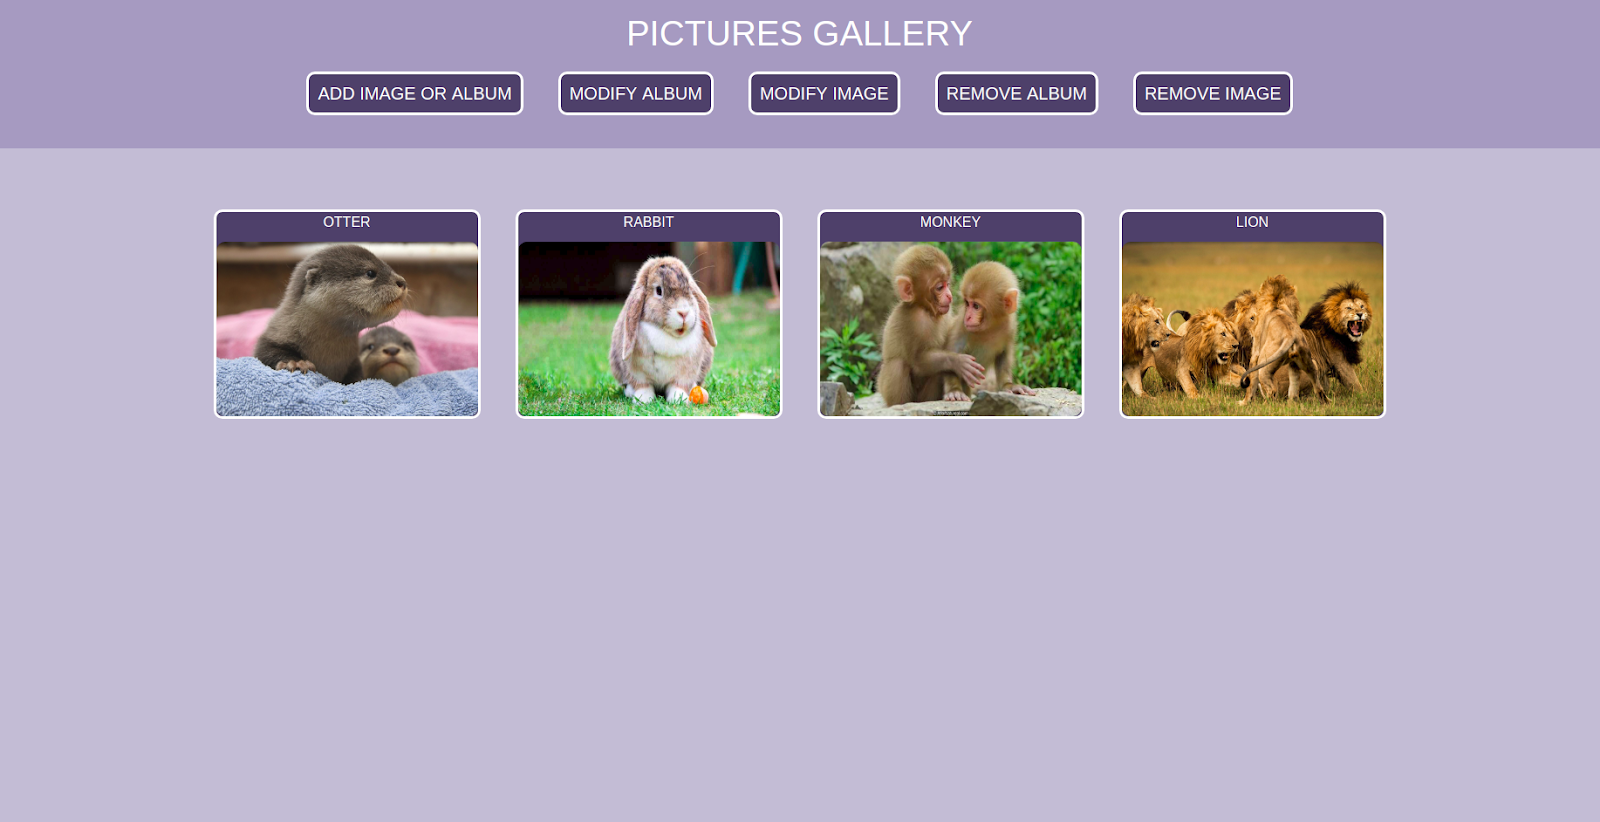 PICTURES GALLERY
ADD IMAGE OR ALBUM MODIFY ALBUM MODIFY IMAGE REMOVE ALBUM REMOVE IMAGE
OTTER RABBIT MONKEY LION